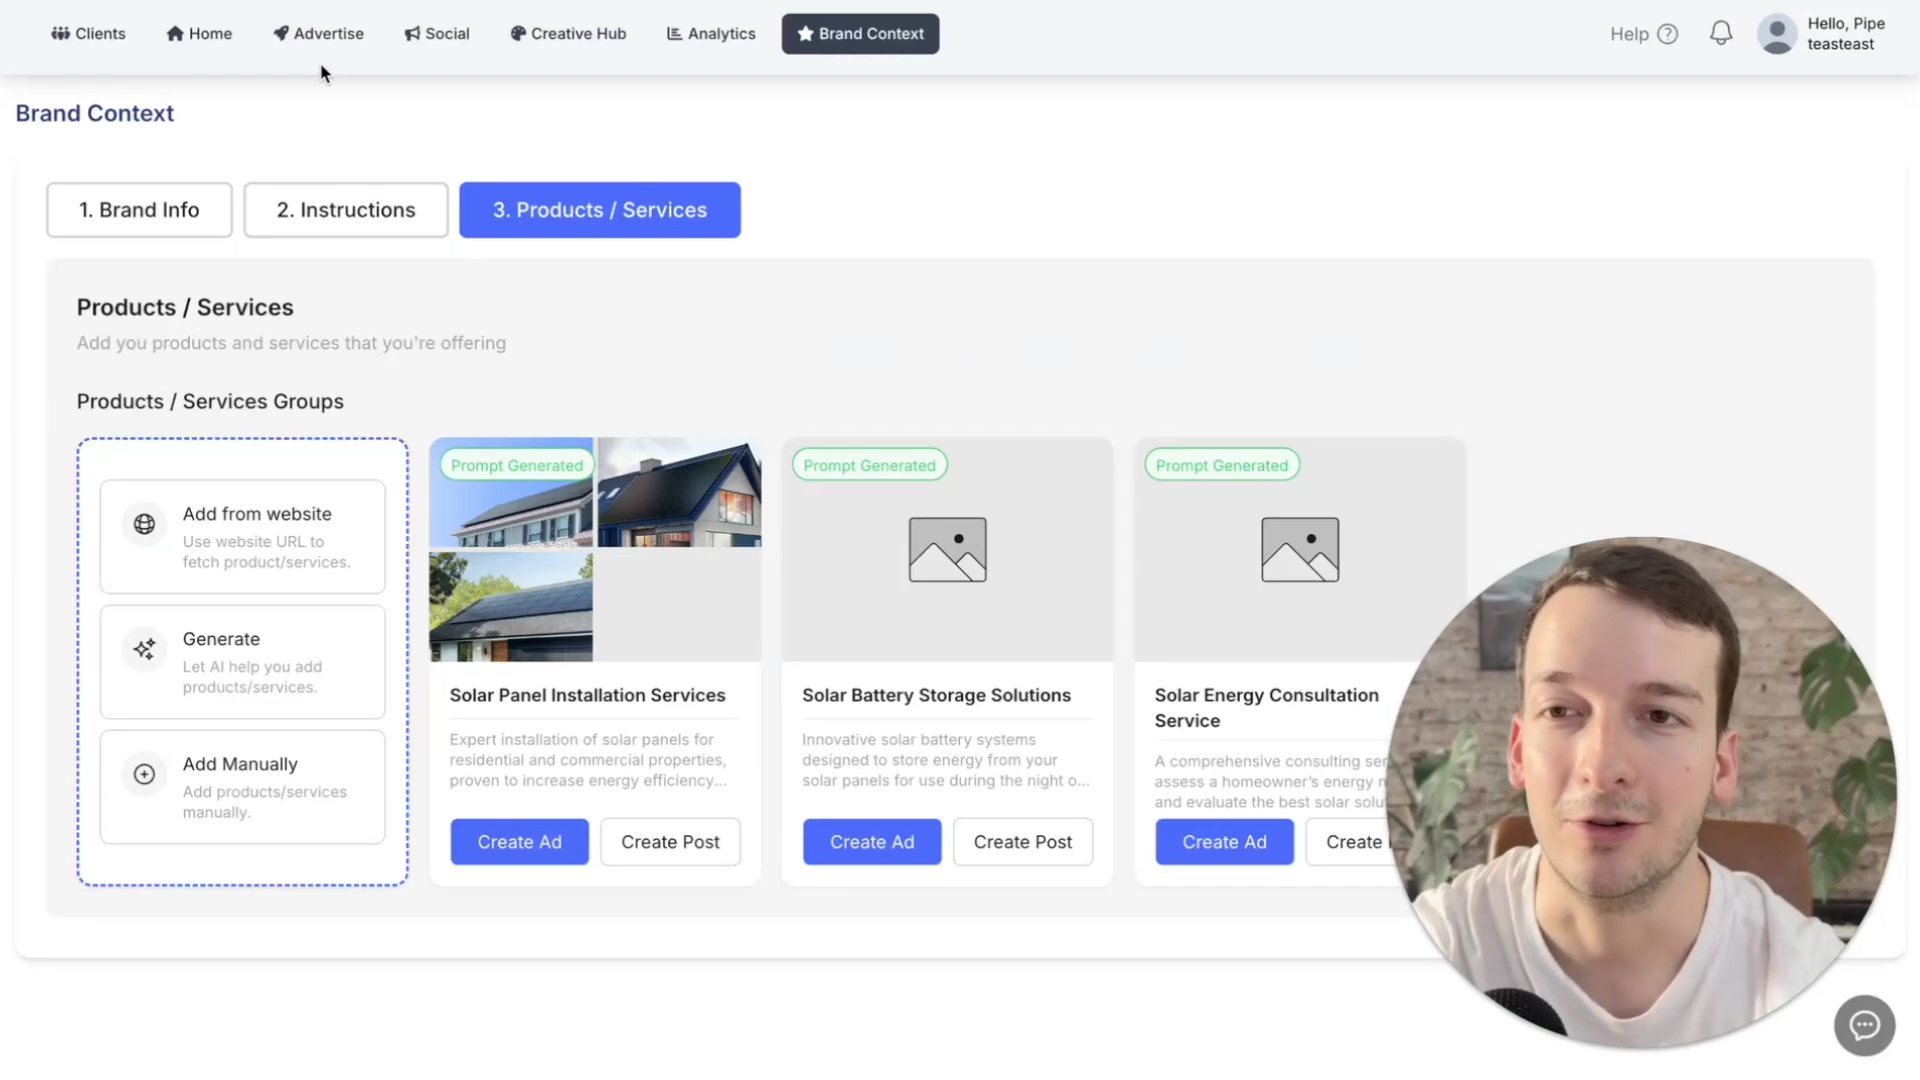 Clients
Home
Advertise
Social
Creative Hub
Analytics
Brand Context
Help
Hello, Pipe
teasteast
Brand Context
1. Brand Info
2. Instructions
3. Products / Services
Products / Services
Add you products and services that you're offering
Products / Services Groups
Add from website
Use website URL to
fetch product/services.
Generate
Let AI help you add
products/services.
Add Manually
Add products/services
manually.
Prompt Generated
Solar Panel Installation Services
Expert installation of solar panels for
residential and commercial properties,
proven to increase energy efficiency...
Create Ad
Create Post
Prompt Generated
Solar Battery Storage Solutions
Innovative solar battery systems
designed to store energy from your
solar panels for use during the night o...
Create Ad
Create Post
Prompt Generated
Solar Energy Consultation
Service
A comprehensive consulting
assess a homeowner's energy
and evaluate the best solar
Create Ad
Create